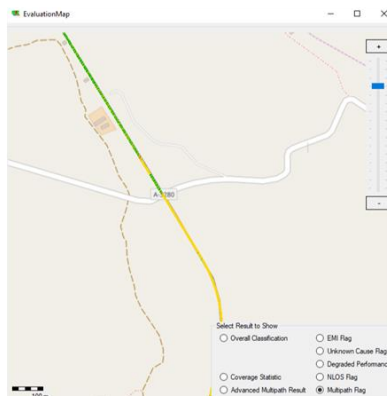 EvaluationMap
+
-
Select Result to Show
Overall Classification
EMI Flag
Unknown Cause Flag
Degraded Performanc
Coverage Statistic
NLOS Flag
Advanced Multipath Result
Multipath Flag
100 m